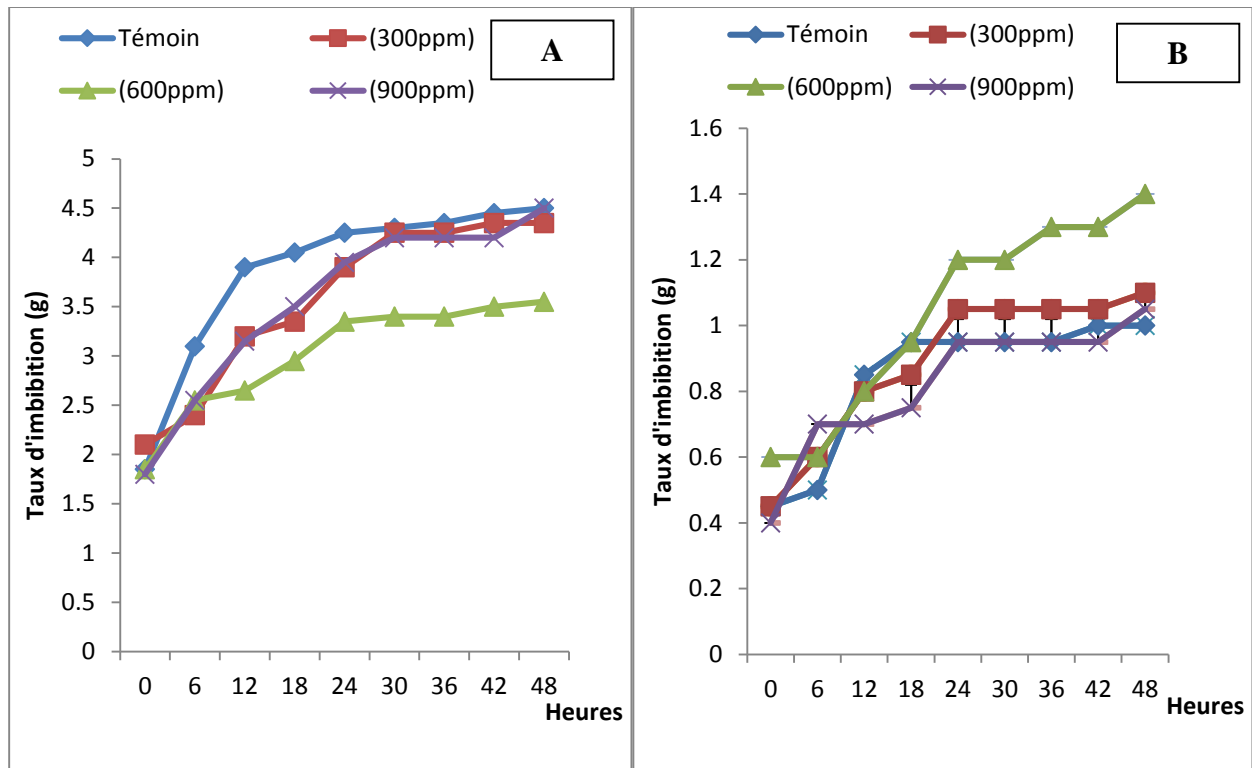 Témoin (300ppm)
(600ppm) (900ppm)
A
Taux d'imbibition (g)
5
4.5
4
3.5
3
2.5
2
1.5
1
0.5
0
0 6 12 18 24 30 36 42 48
Heures
Témoin (300ppm)
(600ppm) (900ppm)
B
Taux d'imbibition (g)
1.6
1.4
1.2
1
0.8
0.6
0.4
0.2
0
0 6 12 18 24 30 36 42 48
Heures